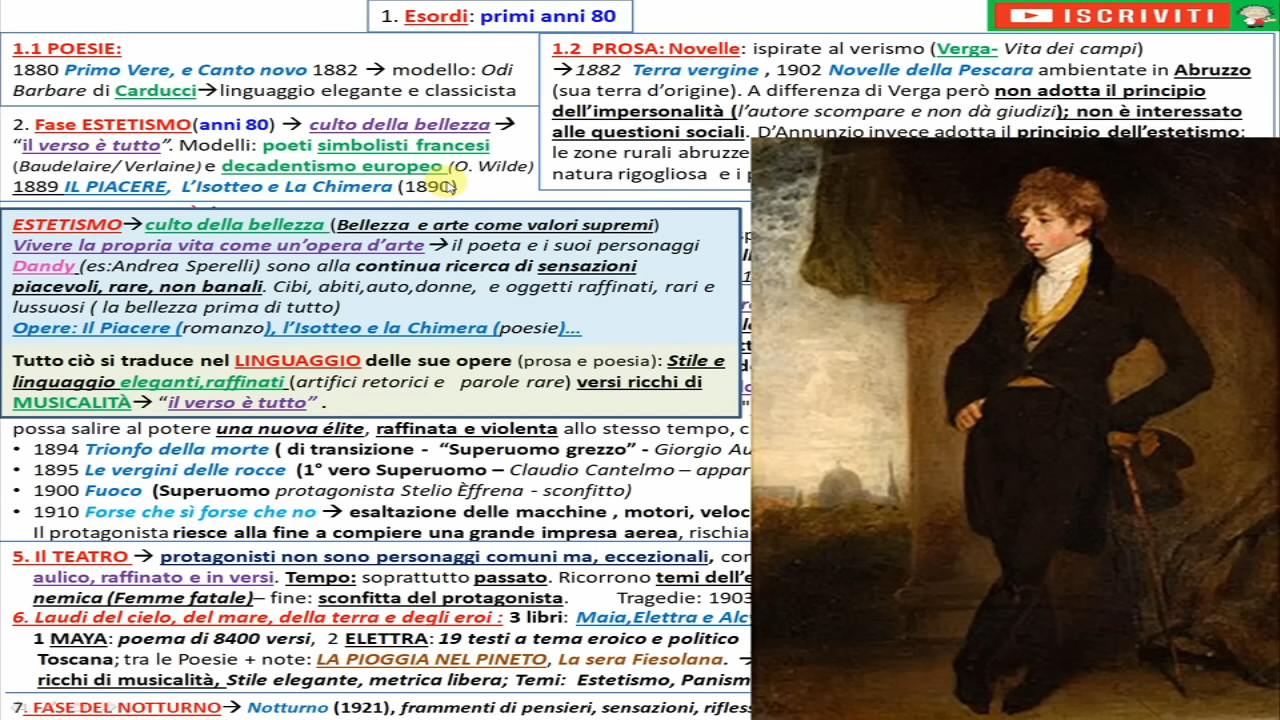 1. Esordi: primi anni 80
ISCRIVITI
1.1 POESIE:
1880 Primo Vere, e Canto novo 1882 → modello: Odi
Barbare di Carducci→linguaggio elegante e classicista
1.2 PROSA: Novelle: ispirate al verismo (Verga- Vita dei campi)
→1882 Terra vergine , 1902 Novelle della Pescara ambientate in Abruzzo
(sua terra d'origine). A differenza di Verga però non adotta il principio
dell'impersonalità (l'autore scompare e non dà giudizi); non è interessato
alle questioni sociali. D'Annunzio invece adotta il principio dell'estetismo:
le zone rurali abruzze
natura rigogliosa e i p
2. Fase ESTETISMO(anni 80) → culto della bellezza →
"il verso è tutto". Modelli: poeti simbolisti francesi
(Baudelaire/ Verlaine) e decadentismo europeo (O. Wilde)
1889 IL PIACERE, L'Isotteo e La Chimera (1890)
ESTETISMO→culto della bellezza (Bellezza e arte come valori supremi)
Vivere la propria vita come un'opera d'arte → il poeta e i suoi personaggi
Dandy (es:Andrea Sperelli) sono alla continua ricerca di sensazioni
piacevoli, rare, non banali. Cibi, abiti,auto,donne, e oggetti raffinati, rari e
lussuosi ( la bellezza prima di tutto)
Opere: Il Piacere (romanzo), l'Isotteo e la Chimera (poesie)...
Tutto ciò si traduce nel LINGUAGGIO delle sue opere (prosa e poesia): Stile e
linguaggio eleganti,raffinati (artifici retorici e parole rare) versi ricchi di
MUSICALITÀ→ "il verso è tutto" .
possa salire al potere una nuova élite, raffinata e violenta allo stesso tempo, c
• 1894 Trionfo della morte ( di transizione - "Superuomo grezzo" - Giorgio Au
• 1895 Le vergini delle rocce (1° vero Superuomo – Claudio Cantelmo – appar
• 1900 Fuoco (Superuomo protagonista Stelio Èffrena - sconfitto)
• 1910 Forse che sì forse che no → esaltazione delle macchine , motori, veloc
Il protagonista riesce alla fine a compiere una grande impresa aerea, rischia
5. Il TEATRO → protagonisti non sono personaggi comuni ma, eccezionali, con
aulico, raffinato e in versi. Tempo: soprattutto passato. Ricorrono temi dell'e
nemica (Femme fatale)– fine: sconfitta del protagonista. Tragedie: 1903
6. Laudi del cielo, del mare, della terra e degli eroi : 3 libri: Maia,Elettra e Alc
1 MAYA: poema di 8400 versi, 2 ELETTRA: 19 testi a tema eroico e politico
Toscana; tra le Poesie + note: LA PIOGGIA NEL PINETO, La sera Fiesolana. →
ricchi di musicalità, Stile elegante, metrica libera; Temi: Estetismo, Panism
7. FASE DEL NOTTURNO→ Notturno (1921), frammenti di pensieri, sensazioni, rifless